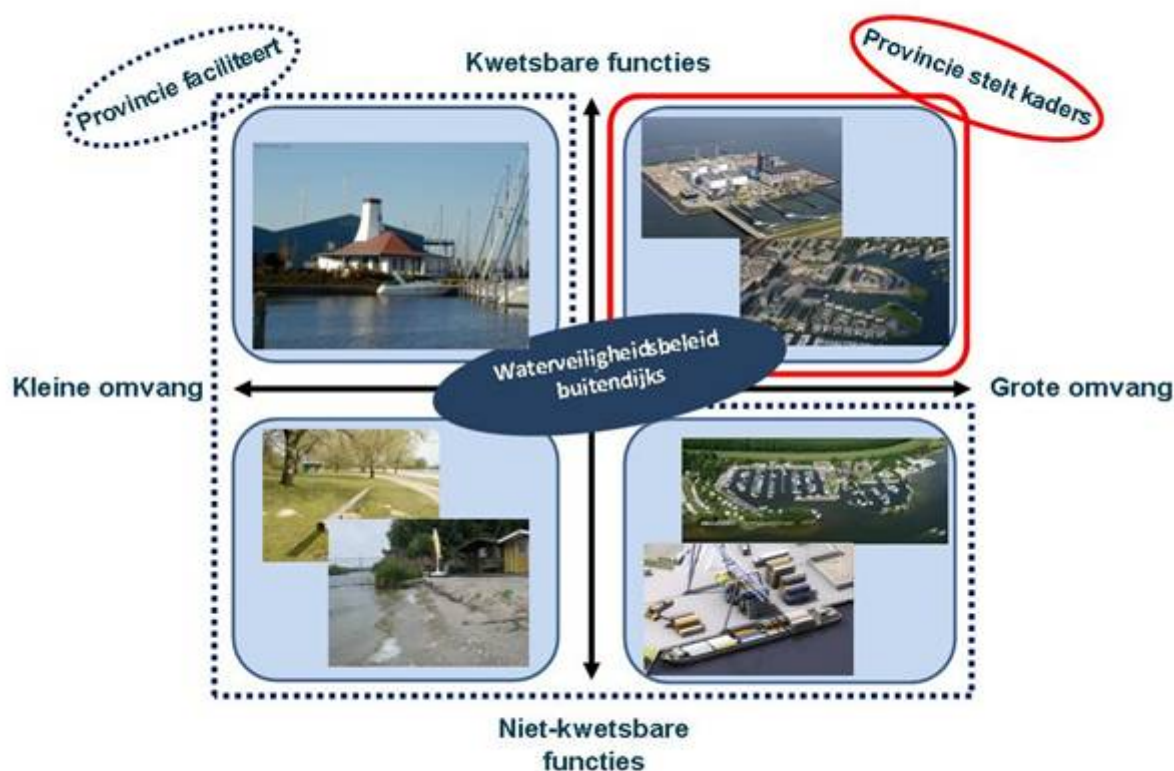 Provincie faciliteert
Kwetsbare functies
Provincie stelt kaders
Waterveiligheidsbeleid
buitendijks
Kleine omvang
Grote omvang
Niet-kwetsbare
functies